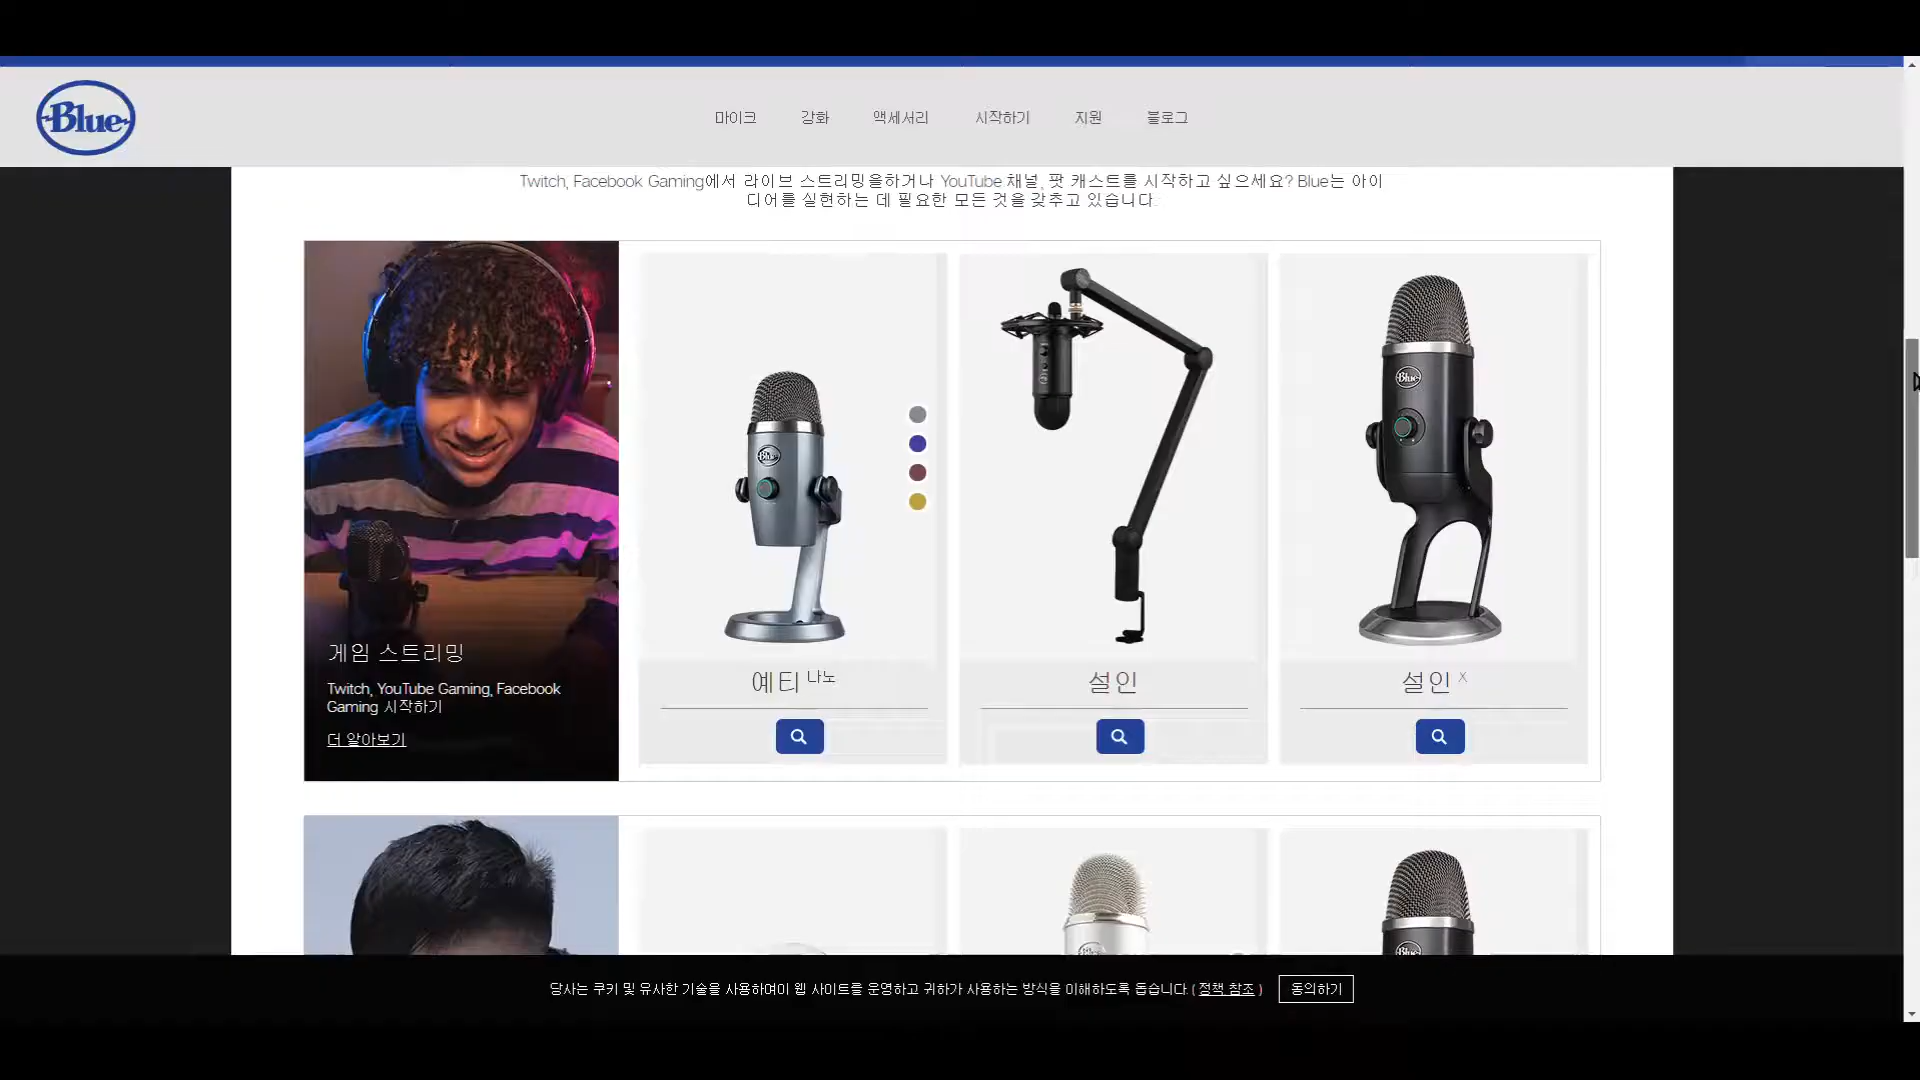 Blue
마이크 강화 액세서리 시작하기 지원 블로그
Twitch, Facebook Gaming에서 라이브 스트리밍을하거나 YouTube 채널, 팟 캐스트를 시작하고 싶으세요? Blue는 아이
디어를 실현하는 데 필요한 모든 것을 갖추고 있습니다.
게임 스트리밍
Twitch, YouTube Gaming, Facebook
Gaming 시작하기
더 알아보기
Blue
예티 나노
설인
Blue
설인 X
Blue
Blue
당사는 쿠키 및 유사한 기술을 사용하여이 웹 사이트를 운영하고 귀하가 사용하는 방식을 이해하도록 돕습니다. ( 정책 참조 ) 동의하기